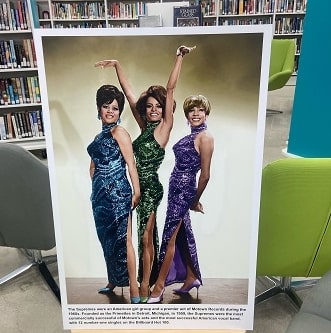 The Supremes were an American girl group and a premier act of Motown Records during the
1960s. Founded as the Primettes in Detroit, Michigan, in 1959, the Supremes were the most
commercially successful of Motown's acts and the most successful American vocal band
with 12 number-one singles on the Billboard Hot 100.